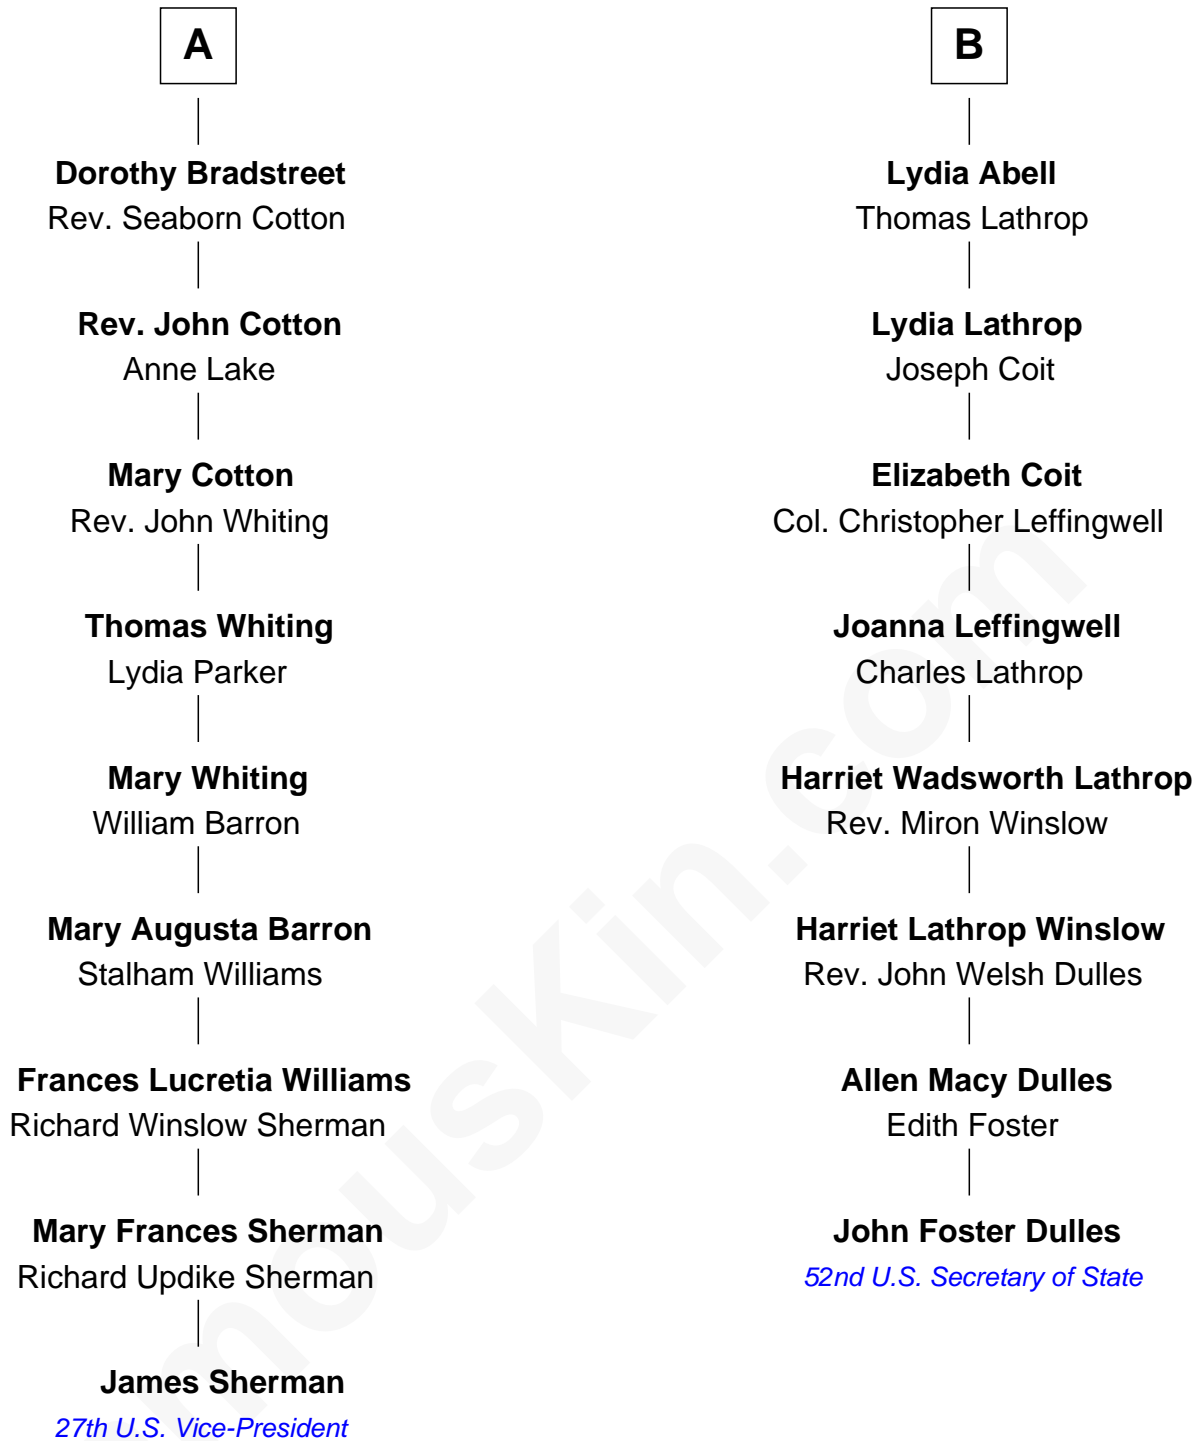 A
Dorothy Bradstreet
Rev. Seaborn Cotton
Rev. John Cotton
Anne Lake
Mary Cotton
Rev. John Whiting
Thomas Whiting
Lydia Parker
Mary Whiting
William Barron
Mary Augusta Barron
Stalham Williams
Frances Lucretia Williams
Richard Winslow Sherman
Mary Frances Sherman
Richard Updike Sherman
James Sherman
27th U.S. Vice-President
B
Lydia Abell
Thomas Lathrop
Lydia Lathrop
Joseph Coit
Elizabeth Coit
Col. Christopher Leffingwell
Joanna Leffingwell
Charles Lathrop
Harriet Wadsworth Lathrop
Rev. Miron Winslow
Harriet Lathrop Winslow
Rev. John Welsh Dulles
Allen Macy Dulles
Edith Foster
John Foster Dulles
52nd U.S. Secretary of State
mousKin.com